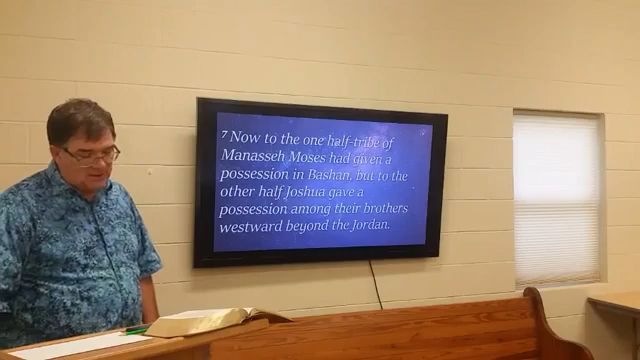 7 Now to the one half-tribe of
Manasseh Moses had given a
possession in Bashan, but to the
other half Joshua gave a
possession among their brothers
westward beyond the Jordan.